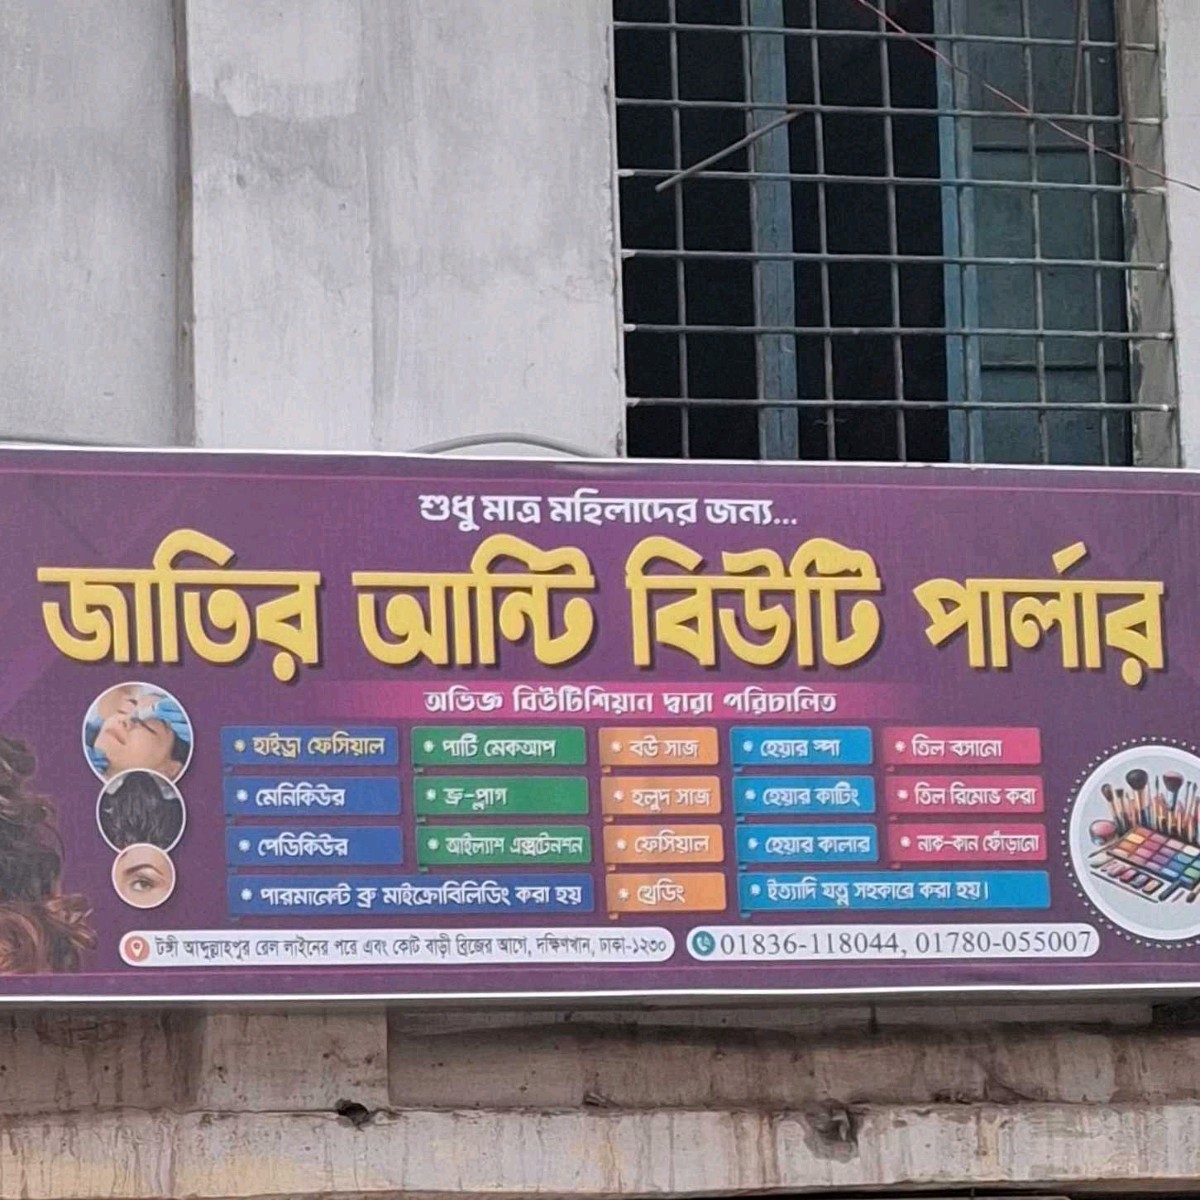 শুধু মাত্র মহিলাদের জন্য...
জাতির আন্টি বিউটি পার্লার
অভিজ্ঞ বিউটিশিয়ান দ্বারা পরিচালিত
হাইড্রা ফেসিয়াল
মেনিকিউর
পেডিকিউর
পারমানেন্ট ব্রু মাইক্রোবিলিডিং করা হয়
পার্টি মেকআপ
ভ্রু-প্লাগ
আইল্যাশ এক্সটেনশন
বউ সাজ
হলুদ সাজ
ফেসিয়াল
থ্রেডিং
হেয়ার স্পা
হেয়ার কাটিং
হেয়ার কালার
ইত্যাদি যত্ন সহকারে করা হয়।
তিল বসানো
তিল রিমোভ করা
নাক-কান ফোঁড়ানো
টঙ্গী আব্দুল্লাহপুর রেল লাইনের পরে এবং কোট বাড়ী ব্রিজের আগে, দক্ষিণখান, ঢাকা-১২৩০
01836-118044, 01780-055007